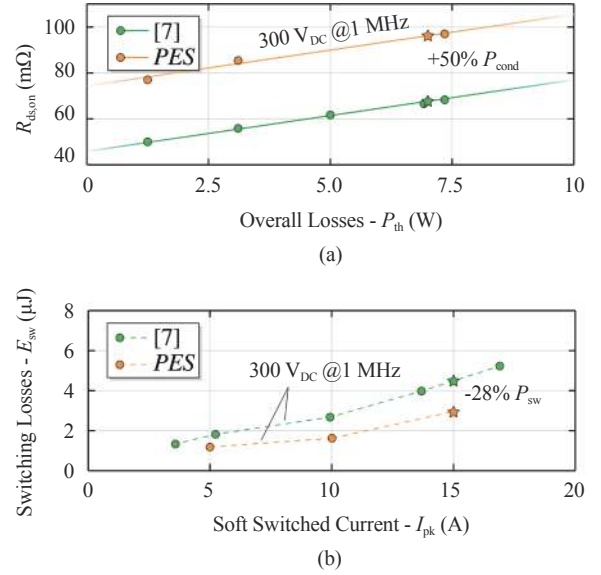 [7]
PES
300 V_DC @1 MHz
+50% P_cond
100
80
60
40
R_ds,on (mΩ)
0
2.5
5.0
7.5
10
Overall Losses - P_th (W)
(a)
[7]
PES
300 V_DC @1 MHz
-28% P_sw
8
6
4
2
0
Switching Losses - E_sw (μJ)
0
5
10
15
20
Soft Switched Current - I_pk (A)
(b)